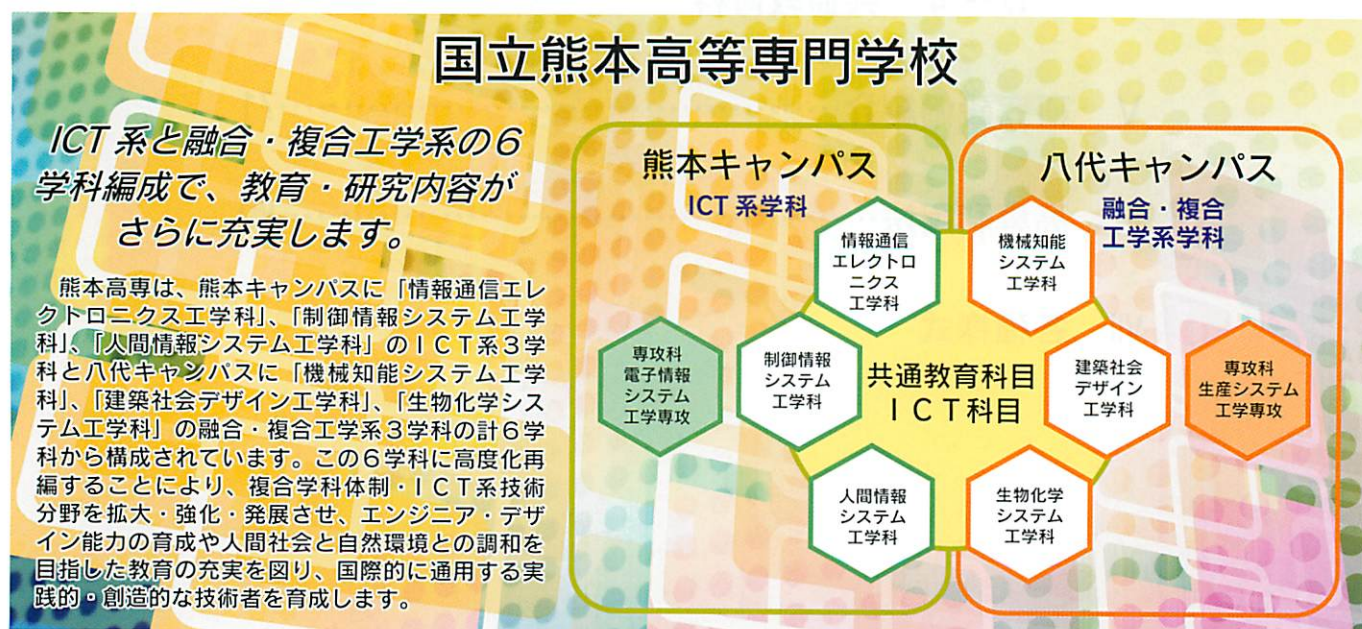 国立熊本高等専門学校
ICT 系と融合・複合工学系の6
学科編成で、教育・研究内容が
さらに充実します。
熊本高専は、熊本キャンパスに「情報通信エレ
クトロニクス工学科」、「制御情報システム工学
科」、「人間情報システム工学科」のＩＣＴ系３学
科と八代キャンパスに「機械知能システム工学
科」、「建築社会デザイン工学科」、「生物化学シス
テム工学科」の融合・複合工学系３学科の計６学
科から構成されています。この６学科に高度化再
編することにより、複合学科体制・ＩＣＴ系技術
分野を拡大・強化・発展させ、エンジニア・デザ
イン能力の育成や人間社会と自然環境との調和を
目指した教育の充実を図り、国際的に通用する実
践的・創造的な技術者を育成します。
熊本キャンパス
ICT 系学科
情報通信
エレクトロ
ニクス
工学科
専攻科
電子情報
システム
工学専攻
制御情報
システム
工学科
人間情報
システム
工学科
共通教育科目
ＩＣＴ科目
八代キャンパス
融合・複合
工学系学科
機械知能
システム
工学科
建築社会
デザイン
工学科
専攻科
生産システム
工学専攻
生物化学
システム
工学科